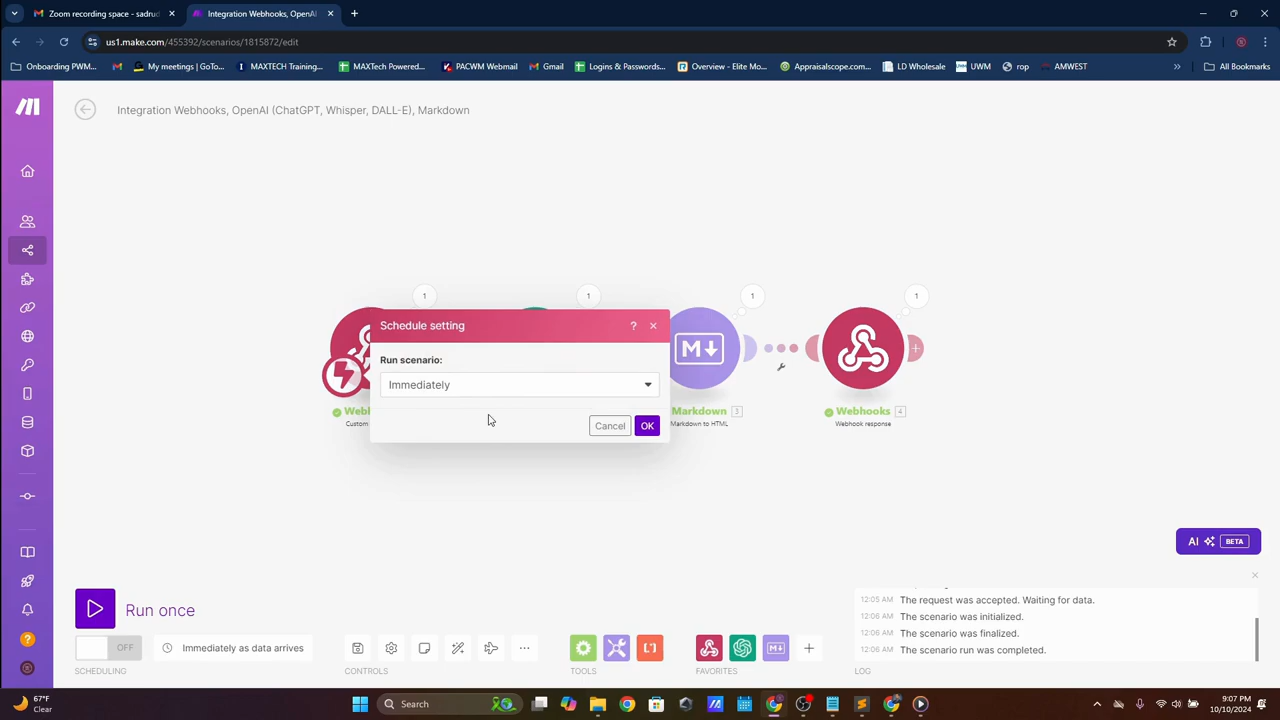 Zoom recording space - sadrud
Integration Webhooks, OpenAI
us1.make.com/455392/scenarios/1815872/edit
Onboarding PWM...
My meetings | GoTo...
MAXTECH Training...
MAXTech Powered...
PACWM Webmail
Gmail
Logins & Passwords...
Overview - Elite Mo...
Appraisalscope.com...
LD Wholesale
UWM
rop
AMWEST
»
All Bookmarks
Integration Webhooks, OpenAI (ChatGPT, Whisper, DALL-E), Markdown
1
1
1
1
Schedule setting
?
Run scenario:
Immediately
Cancel
OK
M
Webh
Custom
Markdown
3
Markdown to HTML
Webhooks
4
Webhook response
AI
BETA
Run once
OFF
Immediately as data arrives
SCHEDULING
CONTROLS
TOOLS
FAVORITES
12:05 AM The request was accepted. Waiting for data.
12:06 AM The scenario was initialized.
12:06 AM The scenario was finalized.
12:06 AM The scenario run was completed.
LOG
67°F
Clear
Search
9:07 PM
10/10/2024